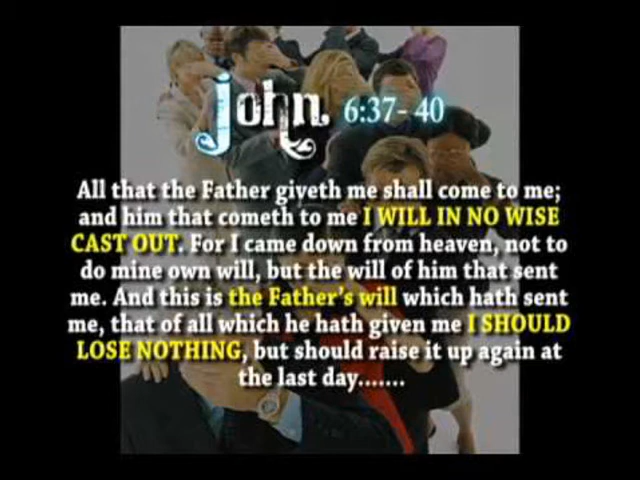 John 6:37- 40
All that the Father giveth me shall come to me;
and him that cometh to me I WILL IN NO WISE
CAST OUT. For I came down from heaven, not to
do mine own will, but the will of him that sent
me. And this is the Father's will which hath sent
me, that of all which he hath given me I SHOULD
LOSE NOTHING, but should raise it up again at
the last day.......